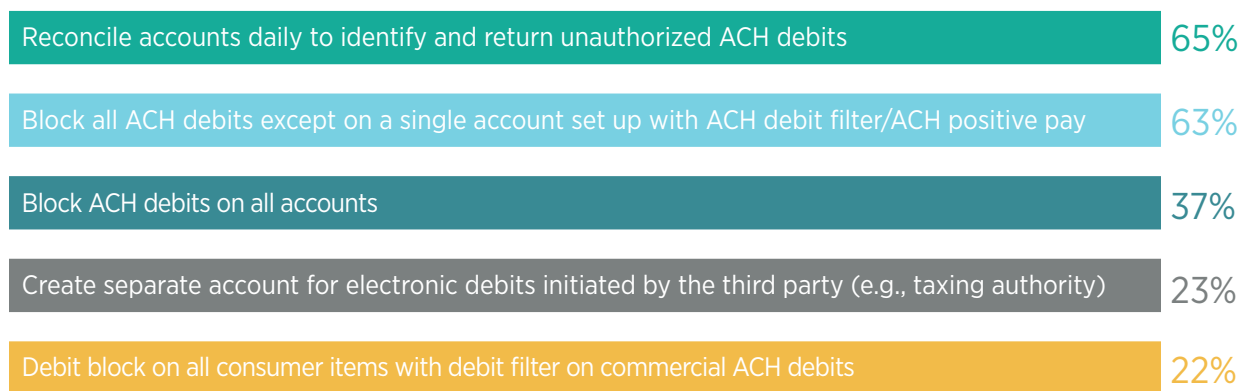 Reconcile accounts daily to identify and return unauthorized ACH debits 65%
Block all ACH debits except on a single account set up with ACH debit filter/ACH positive pay 63%
Block ACH debits on all accounts 37%
Create separate account for electronic debits initiated by the third party (e.g., taxing authority) 23%
Debit block on all consumer items with debit filter on commercial ACH debits 22%